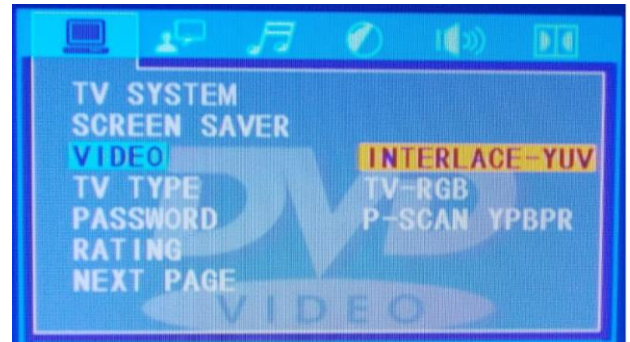 TV SYSTEM
SCREEN SAVER
VIDEO INTERLACE-YUV
TV TYPE TV-RGB
PASSWORD P-SCAN YPBPR
RATING
NEXT PAGE
DVD
VIDEO